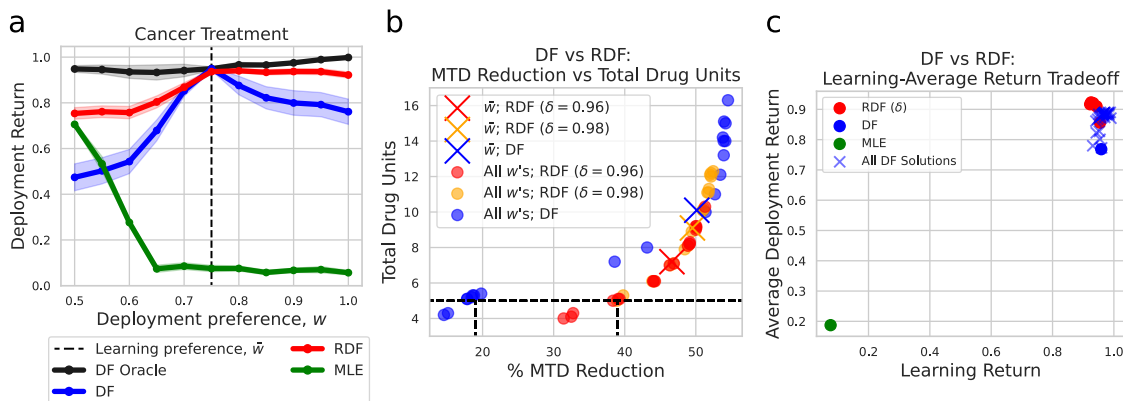 a
Cancer Treatment
Deployment Return
1.0
0.8
0.6
0.4
0.2
0.0
0.5
0.6
0.7
0.8
0.9
1.0
Deployment preference, w
Learning preference, w̄
DF Oracle
DF
RDF
MLE
b
DF vs RDF:
MTD Reduction vs Total Drug Units
Total Drug Units
16
14
12
10
8
6
4
w̄; RDF (δ = 0.96)
w̄; RDF (δ = 0.98)
w̄; DF
All w's; RDF (δ = 0.96)
All w's; RDF (δ = 0.98)
All w's; DF
20
30
40
50
% MTD Reduction
c
DF vs RDF:
Learning-Average Return Tradeoff
Average Deployment Return
0.9
0.8
0.7
0.6
0.5
0.4
0.3
0.2
RDF (δ)
DF
MLE
All DF Solutions
0.2
0.4
0.6
0.8
1.0
Learning Return